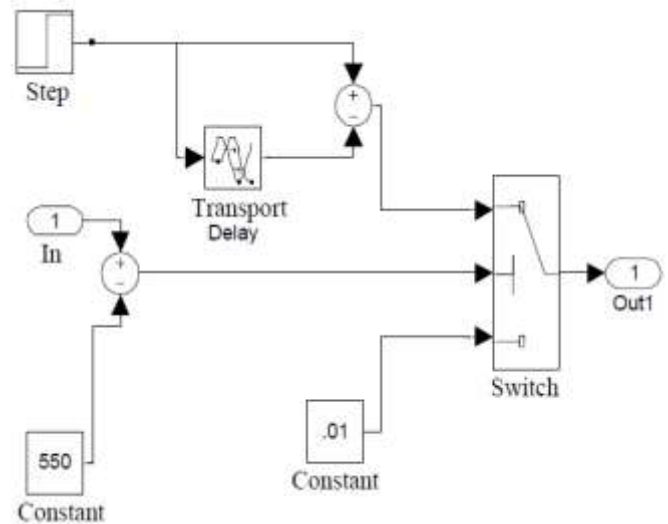 Step
+
−
Transport
Delay
1
In
+
−
1
Out1
Switch
.01
Constant
550
Constant